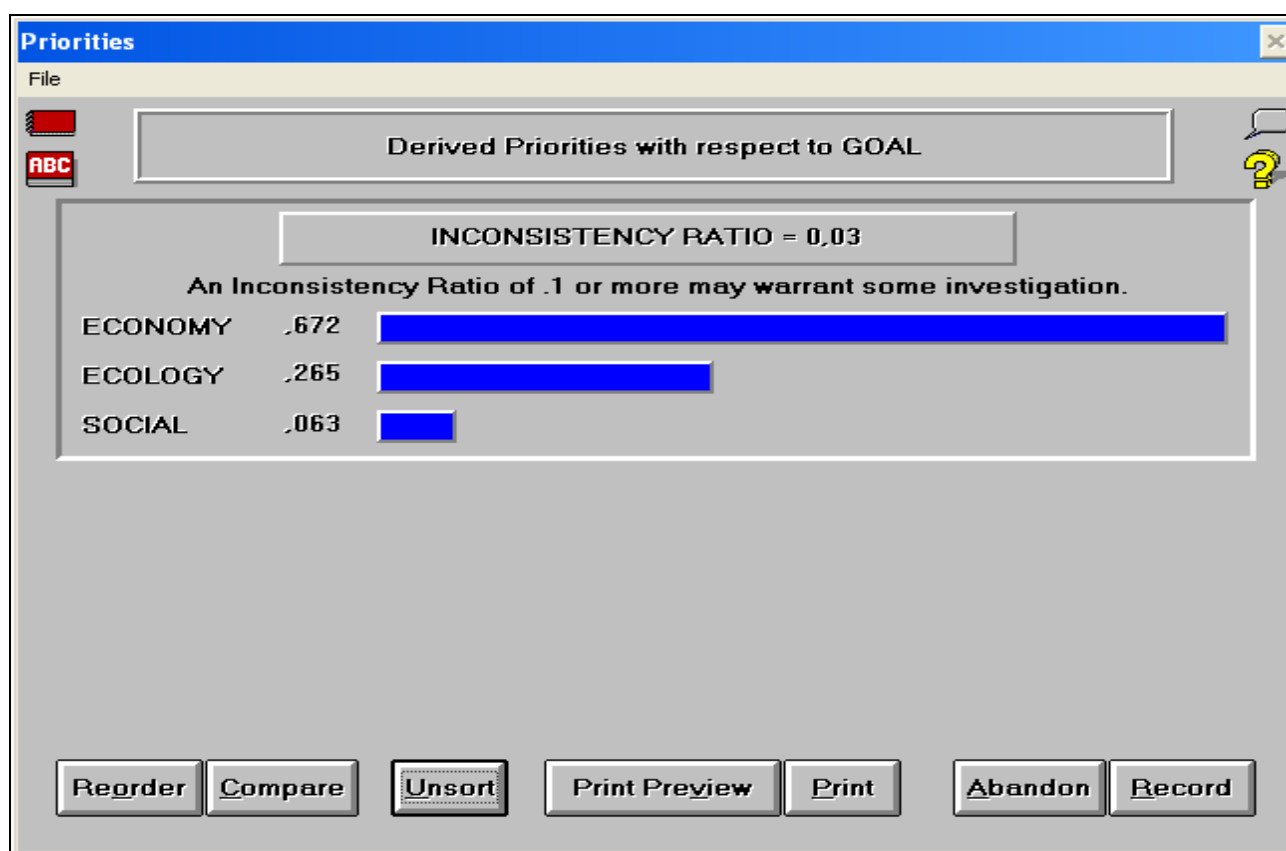 Priorities
File
ABC
Derived Priorities with respect to GOAL
?
INCONSISTENCY RATIO = 0,03
An Inconsistency Ratio of .1 or more may warrant some investigation.
ECONOMY ,672
ECOLOGY ,265
SOCIAL ,063
Reorder Compare Unsort Print Preview Print Abandon Record